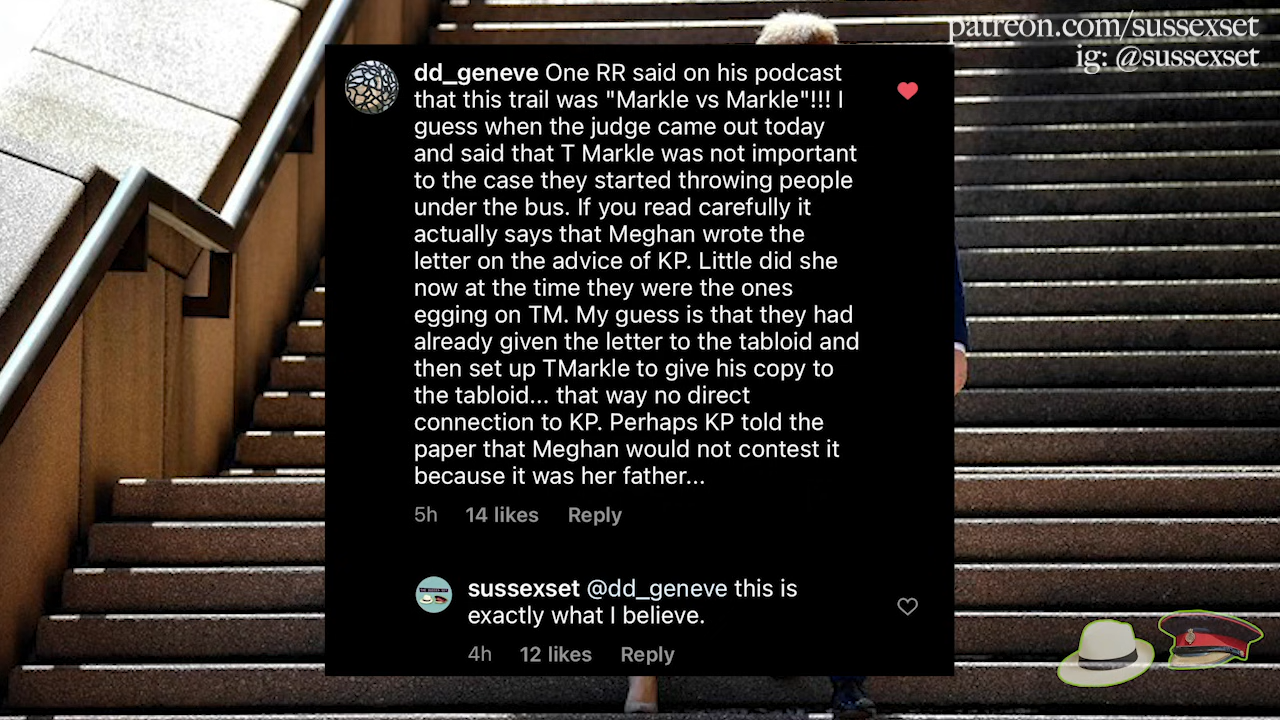 patreon.com/sussexset
ig: @sussexset
dd_geneve One RR said on his podcast
that this trail was "Markle vs Markle"!!! I
guess when the judge came out today
and said that T Markle was not important
to the case they started throwing people
under the bus. If you read carefully it
actually says that Meghan wrote the
letter on the advice of KP. Little did she
now at the time they were the ones
egging on TM. My guess is that they had
already given the letter to the tabloid and
then set up TMarkle to give his copy to
the tabloid... that way no direct
connection to KP. Perhaps KP told the
paper that Meghan would not contest it
because it was her father...
5h 14 likes Reply
sussexset @dd_geneve this is
exactly what I believe.
4h 12 likes Reply